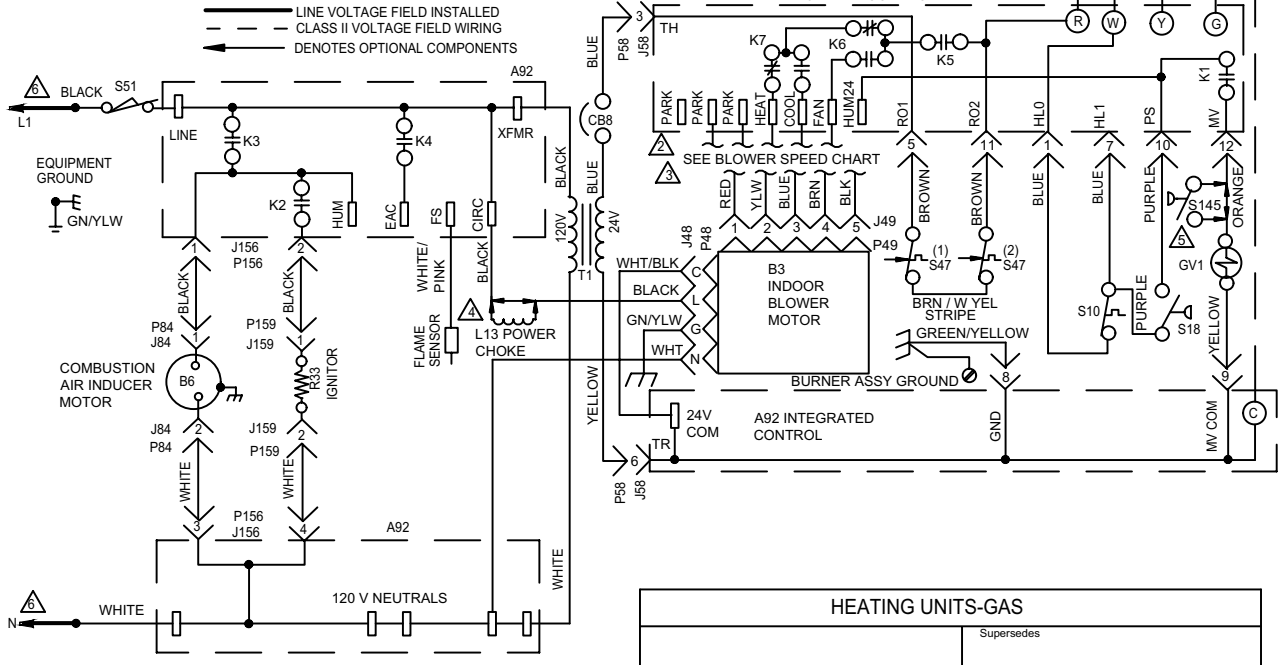 LINE VOLTAGE FIELD INSTALLED
CLASS II VOLTAGE FIELD WIRING
DENOTES OPTIONAL COMPONENTS
6
BLACK
S51
L1
LINE
A92
XFMR
K3
K4
K2
HUM
EAC
FS
CIRC
EQUIPMENT
GROUND
GN/YLW
1
J156
2
P156
BLACK
BLACK
WHITE/
PINK
BLACK
P84
J84
1
P159
J159
1
COMBUSTION
AIR INDUCER
MOTOR
B6
R33
IGNITOR
FLAME
SENSOR
4
L13 POWER
CHOKE
J84
P84
2
J159
P159
2
WHITE
WHITE
3
P156
J156
4
A92
6
N
WHITE
120 V NEUTRALS
WHITE
BLACK
120V
T1
24V
BLUE
CB8
BLUE
YELLOW
P58
J58
3
TH
P58
J58
6
TR
K7
K6
K5
R
W
Y
G
K1
PARK
PARK
PARK
HEAT
COOL
FAN
HUM24
RO1
RO2
HL0
HL1
PS
MV
2
3
SEE BLOWER SPEED CHART
5
11
1
7
10
12
RED
YLW
BLUE
BRN
BLK
1
2
3
4
5
J49
P49
J48
P48
WHT/BLK
C
BLACK
L
GN/YLW
G
WHT
N
B3
INDOOR
BLOWER
MOTOR
BROWN
BROWN
BLUE
BLUE
PURPLE
ORANGE
(1)
S47
(2)
S47
BRN / W YEL
STRIPE
S10
PURPLE
S18
S145
5
GV1
YELLOW
GREEN/YELLOW
BURNER ASSY GROUND
8
9
24V
COM
A92 INTEGRATED
CONTROL
GND
MV COM
C
HEATING UNITS-GAS
Supersedes